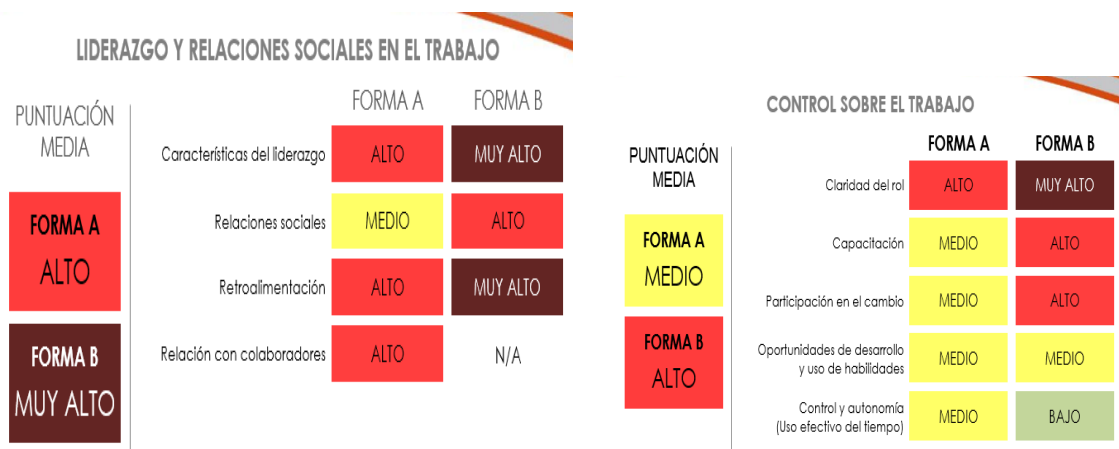 LIDERAZGO Y RELACIONES SOCIALES EN EL TRABAJO
PUNTUACIÓN
MEDIA
FORMA A
ALTO
FORMA B
MUY ALTO
FORMA A FORMA B
Características del liderazgo ALTO MUY ALTO
Relaciones sociales MEDIO ALTO
Retroalimentación ALTO MUY ALTO
Relación con colaboradores ALTO N/A
CONTROL SOBRE EL TRABAJO
PUNTUACIÓN
MEDIA
FORMA A
MEDIO
FORMA B
ALTO
FORMA A FORMA B
Claridad del rol ALTO MUY ALTO
Capacitación MEDIO ALTO
Participación en el cambio MEDIO ALTO
Oportunidades de desarrollo
y uso de habilidades MEDIO MEDIO
Control y autonomía
(Uso efectivo del tiempo) MEDIO BAJO